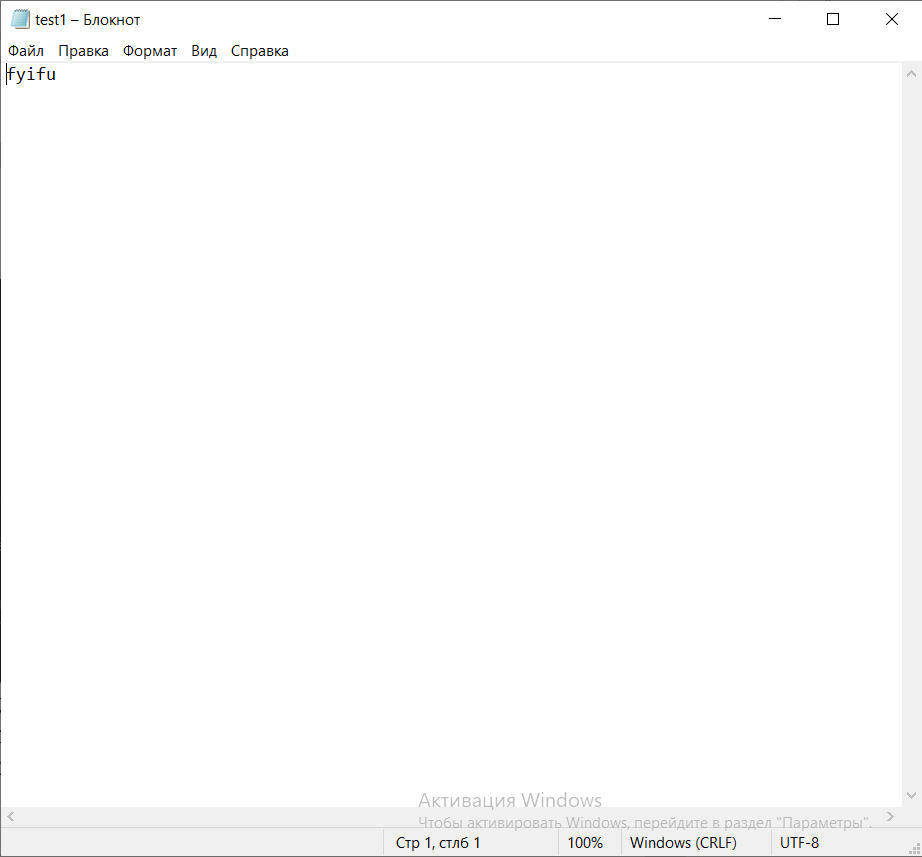 test1 – Блокнот
Файл Правка Формат Вид Справка
fyifu
Активация Windows
Чтобы активировать Windows, перейдите в раздел "Параметры".
Стр 1, стлб 1 100% Windows (CRLF) UTF-8